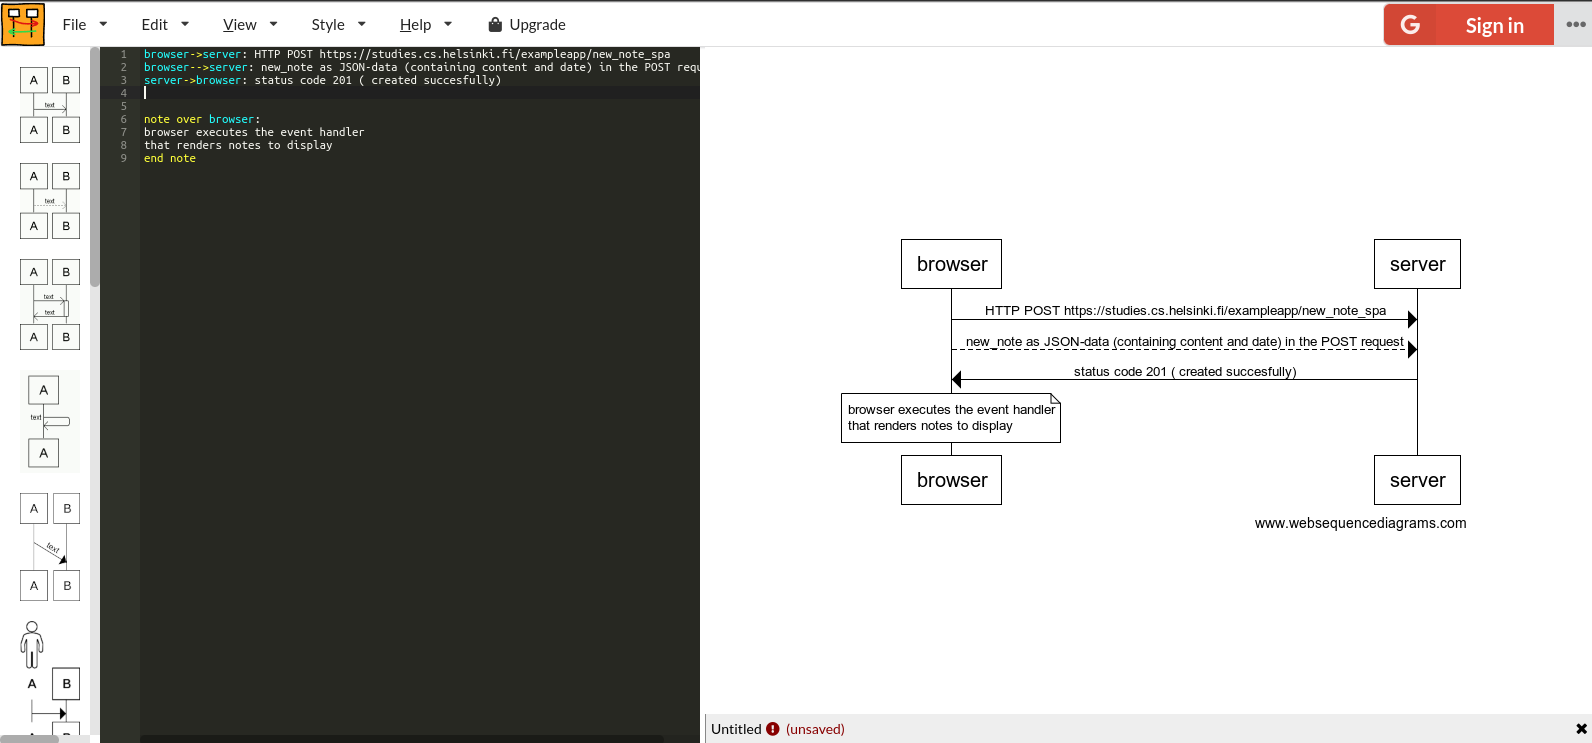 File Edit View Style Help Upgrade Sign in
A B
text
A B
A B
text
A B
A B
text
text
A B
A
text
A
A B
text
A B
A B
1 browser->server: HTTP POST https://studies.cs.helsinki.fi/exampleapp/new_note_spa
2 browser-->server: new_note as JSON-data (containing content and date) in the POST requ
3 server->browser: status code 201 ( created succesfully)
4
5
6 note over browser:
7 browser executes the event handler
8 that renders notes to display
9 end note
browser server
HTTP POST https://studies.cs.helsinki.fi/exampleapp/new_note_spa
new_note as JSON-data (containing content and date) in the POST request
status code 201 ( created succesfully)
browser executes the event handler
that renders notes to display
browser server
www.websequencediagrams.com
Untitled (unsaved)